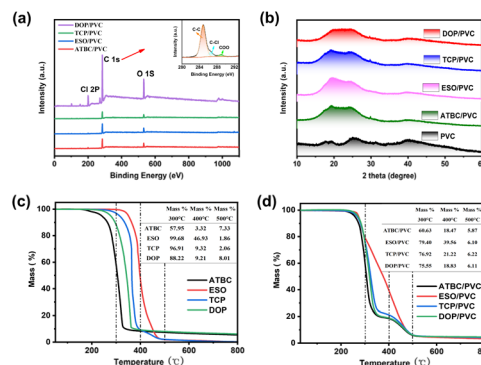 (a)
DOP/PVC
TCP/PVC
ESO/PVC
ATBC/PVC
C 1s
O 1S
Cl 2P
Intensity (a.u.)
0 200 400 600 800 1000
Binding Energy (eV)
C-C
C-Cl
COO
Intensity (a.u.)
280 284 288 292
Binding Energy (eV)
(b)
DOP/PVC
TCP/PVC
ESO/PVC
ATBC/PVC
PVC
Intensity (a.u.)
10 20 30 40 50 60
2 theta (degree)
(c)
Mass % Mass % Mass %
300°C 400°C 500°C
ATBC 57.95 3.32 7.33
ESO 99.68 46.93 1.86
TCP 96.91 9.32 2.06
DOP 88.22 9.21 8.01
ATBC
ESO
TCP
DOP
Mass ( % )
100
80
60
40
20
0
200 400 600 800
Temperature (℃)
(d)
Mass % Mass % Mass %
300°C 400°C 500°C
ATBC/PVC 60.63 18.47 5.87
ESO/PVC 79.40 39.56 6.10
TCP/PVC 76.92 21.22 6.22
DOP/PVC 75.55 18.83 6.11
ATBC/PVC
ESO/PVC
TCP/PVC
DOP/PVC
Mass (%)
100
80
60
40
20
0
0 200 400 600 800
Temperature (℃)